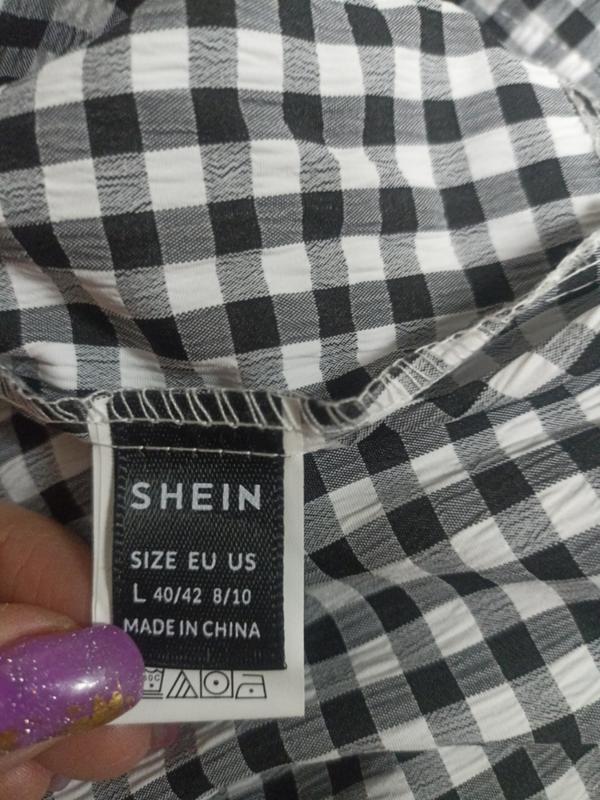 SHEIN
SIZE EU US
L 40/42 8/10
MADE IN CHINA